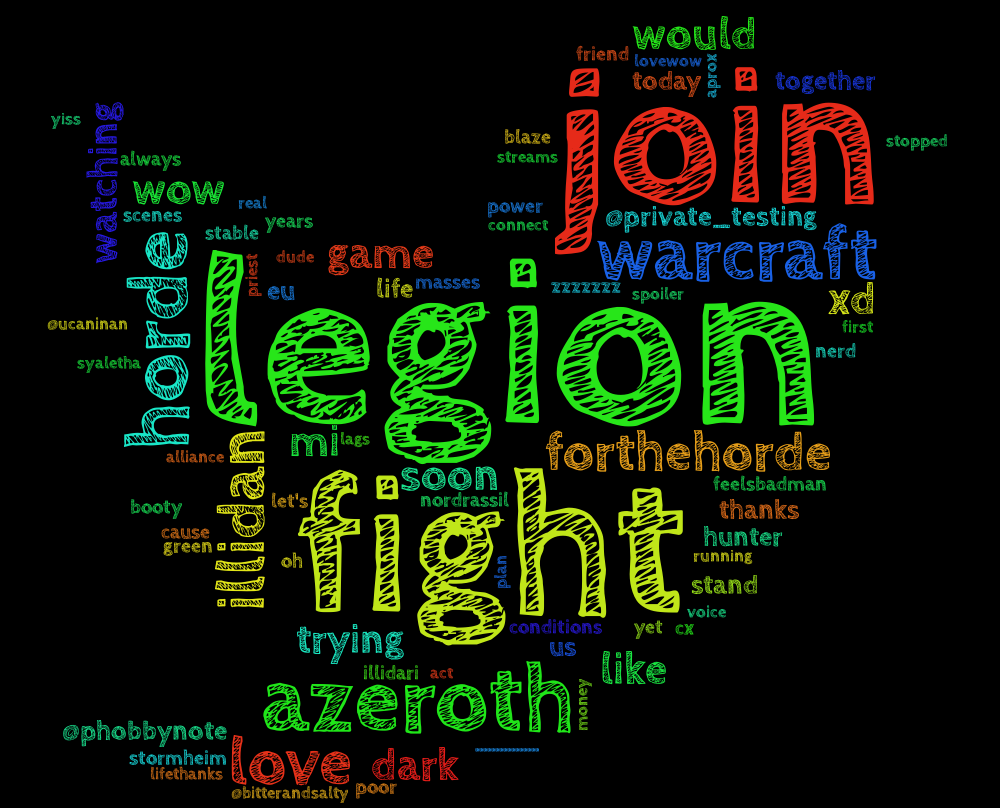 would
friend
lovewow
join
today
aprox
together
yiss
watching
always
blaze
streams
stopped
wow
scenes
real
years
power
connect
@private_testing
stable
horde
legion
priest
dude
game
warcraft
eu
life
masses
zzzzzzz
spoiler
xd
first
@ucaninan
syaletha
nerd
mi
lags
alliance
illidan
soon
forthehorde
nordrassil
feelsbadman
let's
fight
booty
thanks
cause
green
hunter
running
oh
plan
stand
voice
trying
conditions
us
yet
cx
illidari
act
like
azeroth
money
@phobbynote
stormheim
love
dark
lifethanks
@bitterandsalty
poor